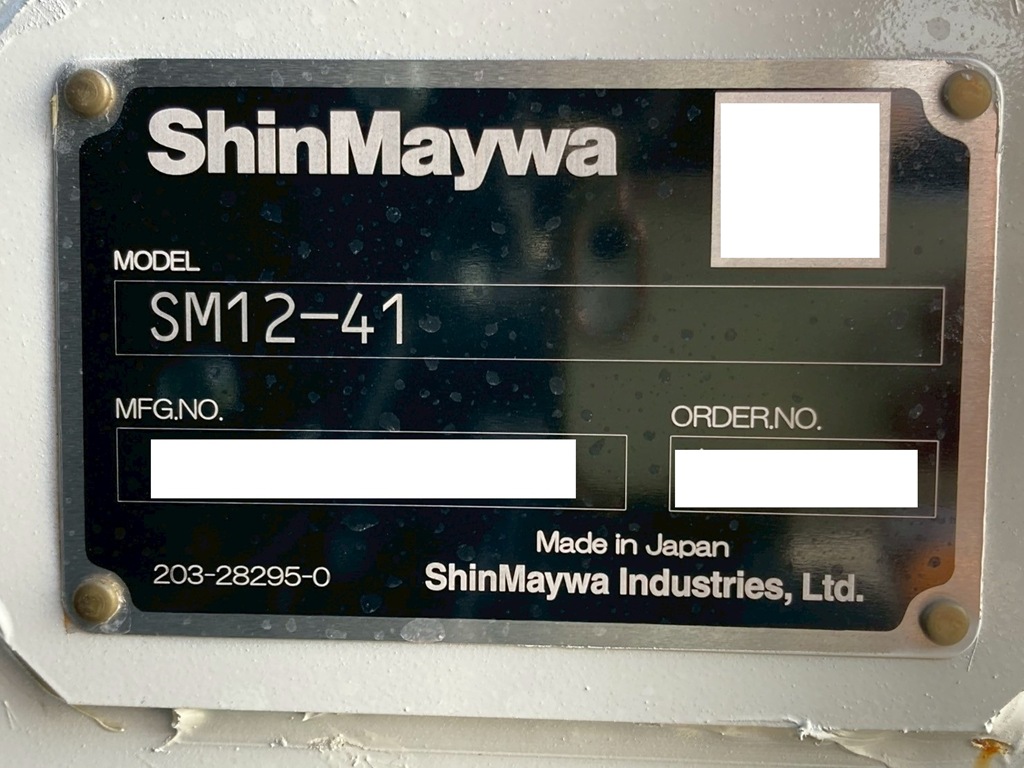 ShinMaywa
MODEL
SM12-41
MFG.NO.
ORDER.NO.
Made in Japan
203-28295-0
ShinMaywa Industries, Ltd.